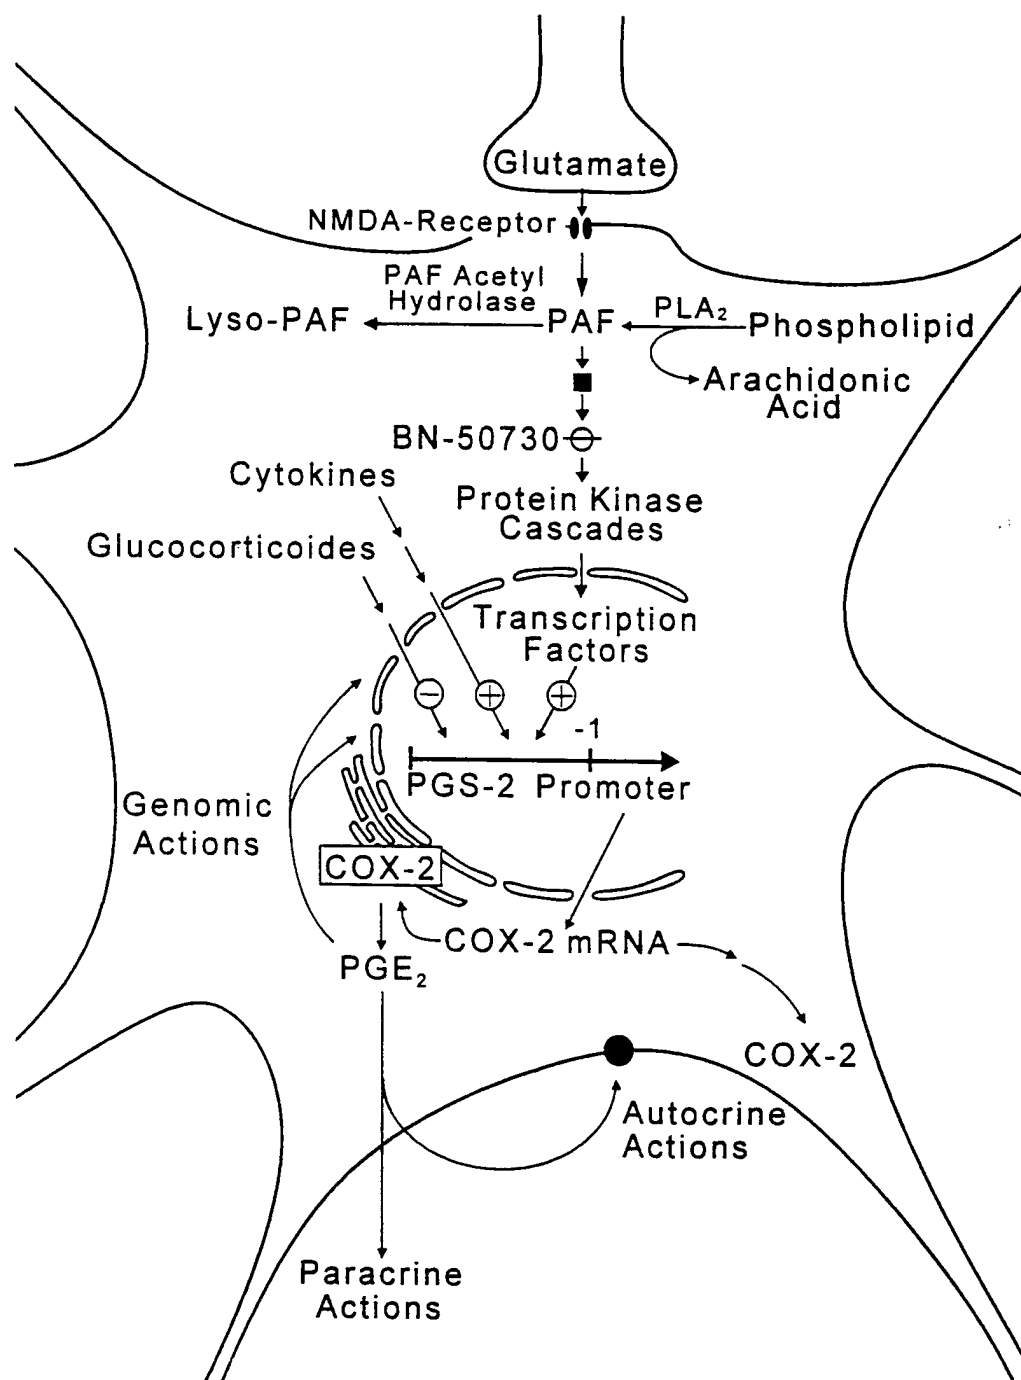 Glutamate
NMDA-Receptor
PAF Acetyl
Hydrolase
Lyso-PAF
PAF
PLA₂
Phospholipid
Arachidonic
Acid
BN-50730
Cytokines
Protein Kinase
Cascades
Glucocorticoides
Transcription
Factors
−
+
+
-1
PGS-2 Promoter
Genomic
Actions
COX-2
COX-2 mRNA
PGE₂
COX-2
Autocrine
Actions
Paracrine
Actions